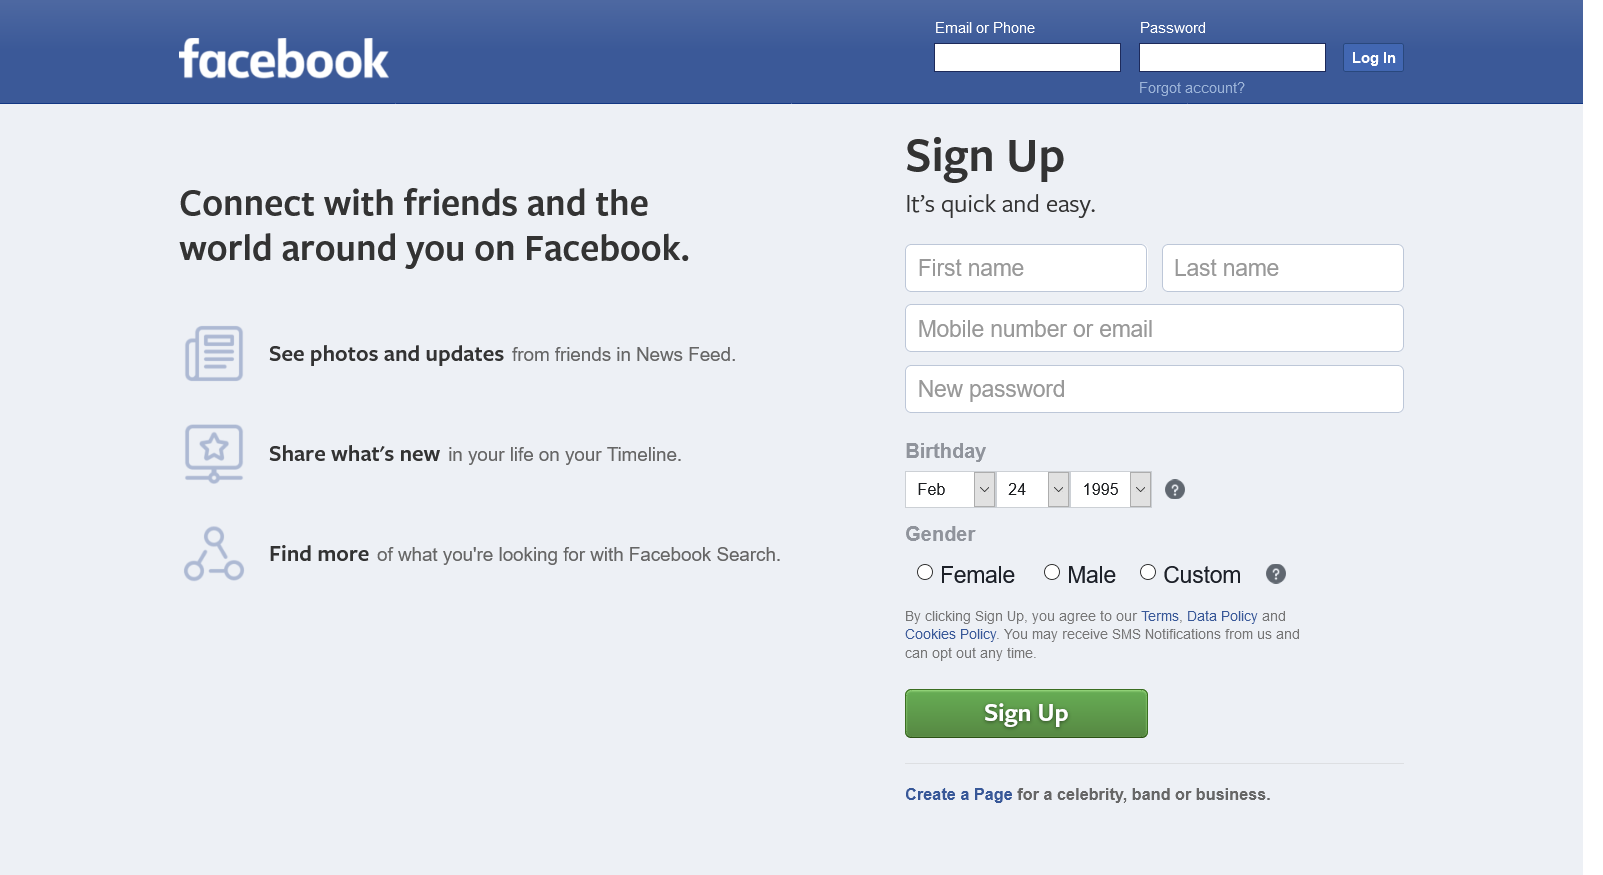 facebook
Email or Phone
Password
Log In
Forgot account?
Connect with friends and the
world around you on Facebook.
See photos and updates from friends in News Feed.
Share what's new in your life on your Timeline.
Find more of what you're looking for with Facebook Search.
Sign Up
It's quick and easy.
First name
Last name
Mobile number or email
New password
Birthday
Feb 24 1995 ?
Gender
Female Male Custom ?
By clicking Sign Up, you agree to our Terms, Data Policy and
Cookies Policy. You may receive SMS Notifications from us and
can opt out any time.
Sign Up
Create a Page for a celebrity, band or business.